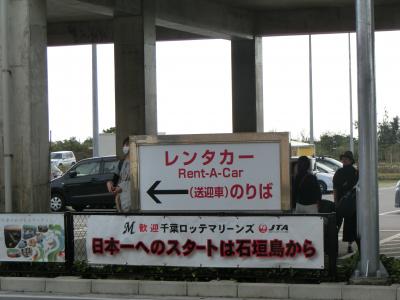 レンタカー
Rent-A-Car
(送迎車)のりば
M 歓迎 千葉ロッテマリーンズ JTA
日本一へのスタートは石垣島から